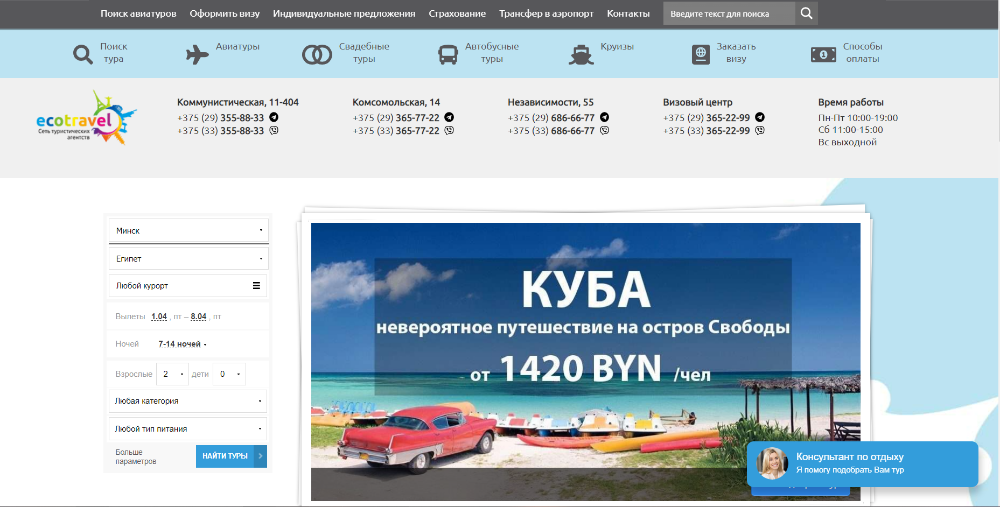 Поиск авиатуров Оформить визу Индивидуальные предложения Страхование Трансфер в аэропорт Контакты Введите текст для поиска
Поиск
тура
Авиатуры
Свадебные
туры
Автобусные
туры
Круизы
Заказать
визу
1
Способы
оплаты
ecotravel
Сеть туристических
агентств
Коммунистическая, 11-404
+375 (29) 355-88-33
+375 (33) 355-88-33
Комсомольская, 14
+375 (29) 365-77-22
+375 (33) 365-77-22
Независимости, 55
+375 (29) 686-66-77
+375 (33) 686-66-77
Визовый центр
+375 (29) 365-22-99
+375 (33) 365-22-99
Время работы
Пн-Пт 10:00-19:00
Сб 11:00-15:00
Вс выходной
Минск
Египет
Любой курорт
Вылеты 1.04 , пт – 8.04 , пт
Ночей 7-14 ночей
Взрослые 2 дети 0
Любая категория
Любой тип питания
Больше
параметров
НАЙТИ ТУРЫ
КУБА
невероятное путешествие на остров Свободы
от 1420 BYN /чел
Консультант по отдыху
Я помогу подобрать Вам тур